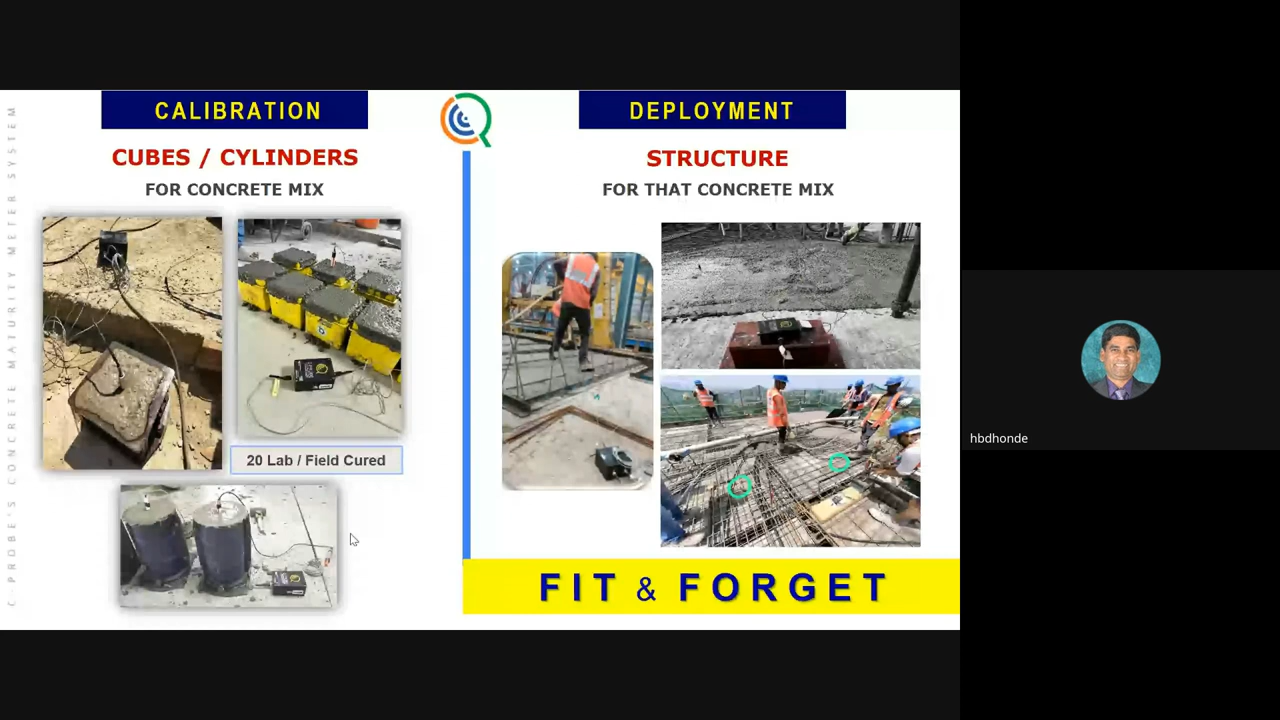 CALIBRATION
CUBES / CYLINDERS
FOR CONCRETE MIX
20 Lab / Field Cured
C-PROBE'S CONCRETE MATURITY METER SYSTEM
DEPLOYMENT
STRUCTURE
FOR THAT CONCRETE MIX
FIT & FORGET
hbdhonde